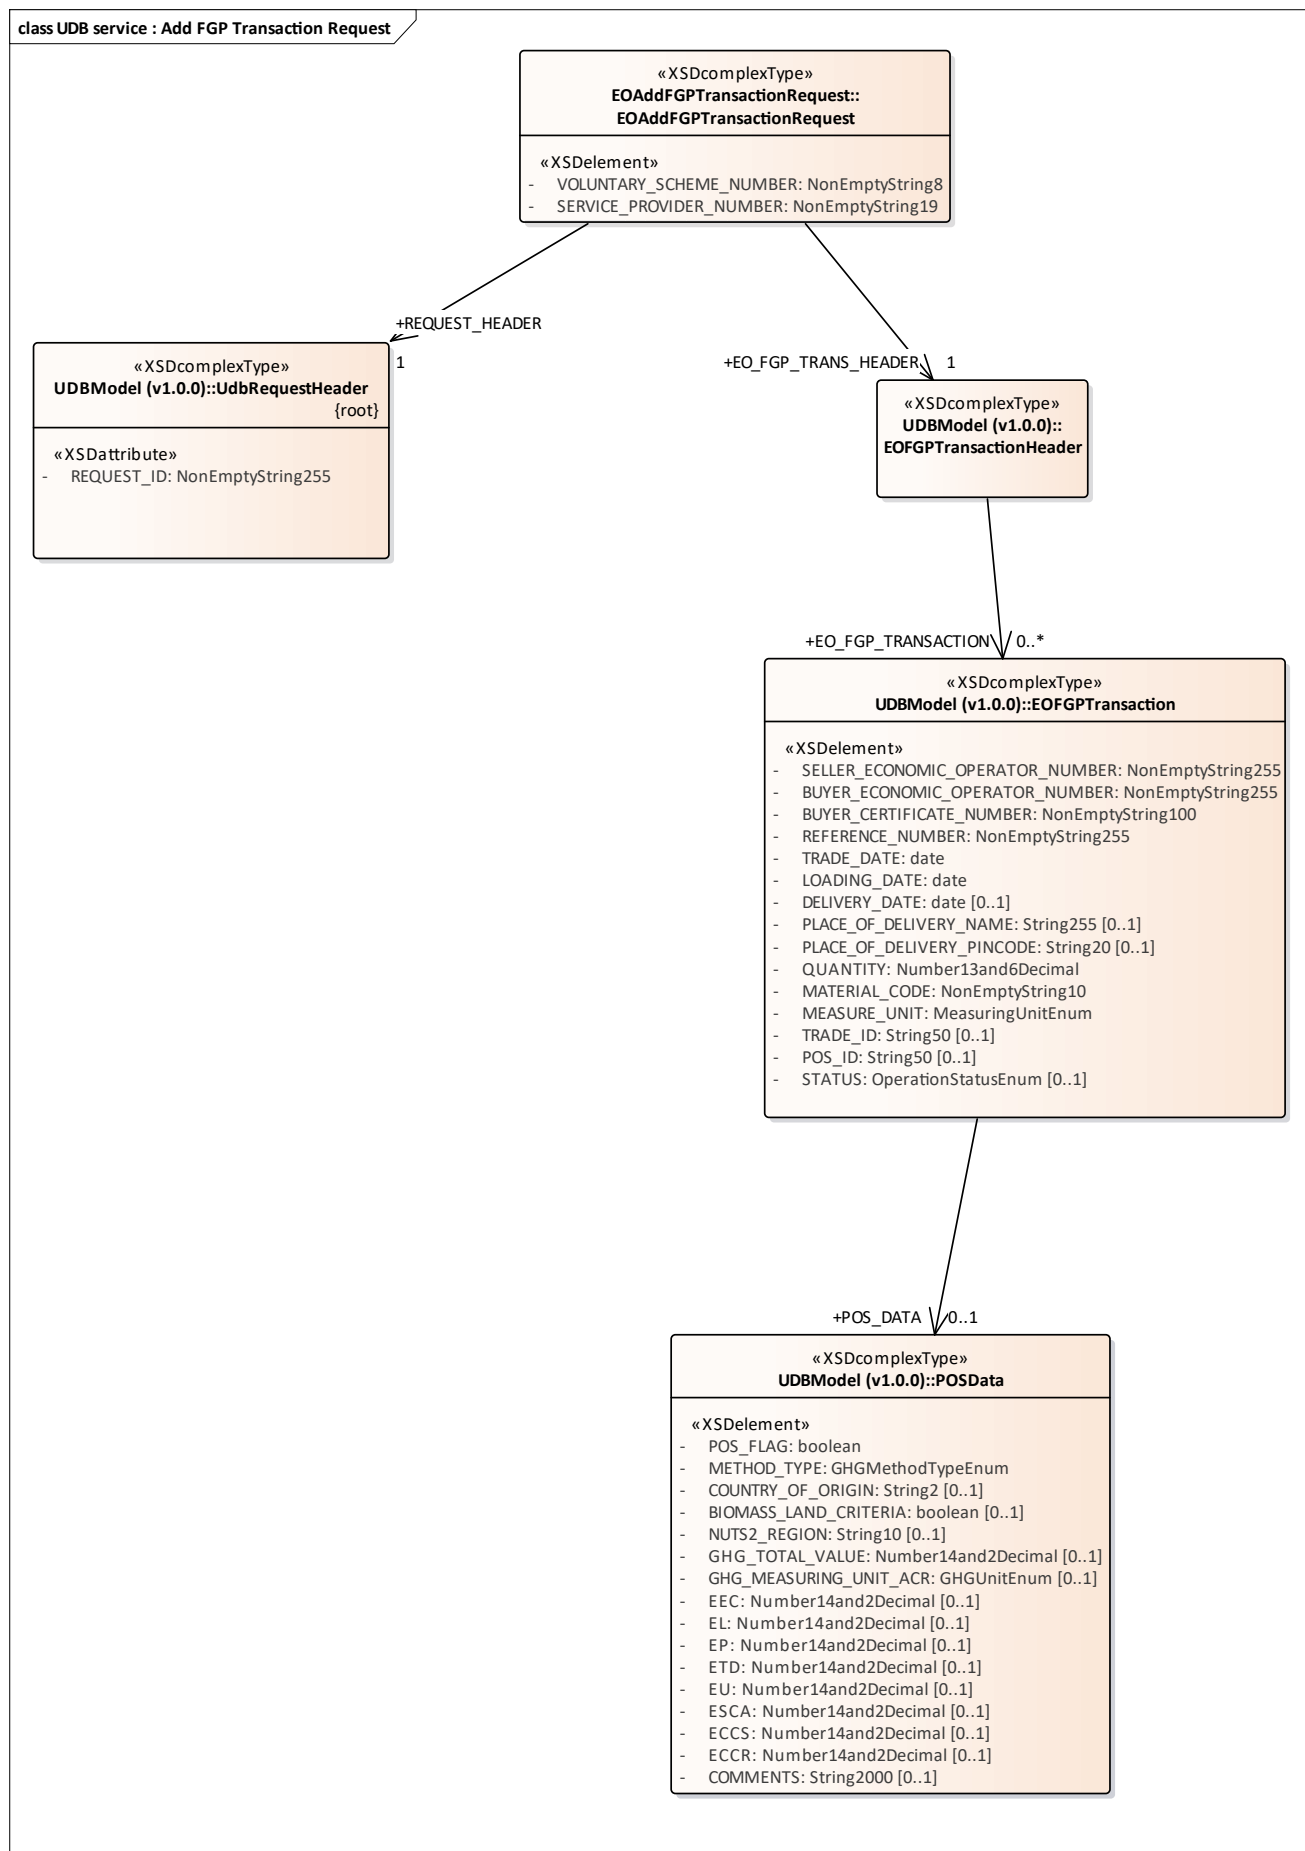 class UDB service : Add FGP Transaction Request
«XSDcomplexType»
EOAddFGPTransactionRequest::
EOAddFGPTransactionRequest
«XSDelement»
- VOLUNTARY_SCHEME_NUMBER: NonEmptyString8
- SERVICE_PROVIDER_NUMBER: NonEmptyString19
+REQUEST_HEADER
1
«XSDcomplexType»
UDBModel (v1.0.0)::UdbRequestHeader
{root}
«XSDattribute»
- REQUEST_ID: NonEmptyString255
+EO_FGP_TRANS_HEADER
1
«XSDcomplexType»
UDBModel (v1.0.0)::
EOFGPTransactionHeader
+EO_FGP_TRANSACTION
0..*
«XSDcomplexType»
UDBModel (v1.0.0)::EOFGPTransaction
«XSDelement»
- SELLER_ECONOMIC_OPERATOR_NUMBER: NonEmptyString255
- BUYER_ECONOMIC_OPERATOR_NUMBER: NonEmptyString255
- BUYER_CERTIFICATE_NUMBER: NonEmptyString100
- REFERENCE_NUMBER: NonEmptyString255
- TRADE_DATE: date
- LOADING_DATE: date
- DELIVERY_DATE: date [0..1]
- PLACE_OF_DELIVERY_NAME: String255 [0..1]
- PLACE_OF_DELIVERY_PINCODE: String20 [0..1]
- QUANTITY: Number13and6Decimal
- MATERIAL_CODE: NonEmptyString10
- MEASURE_UNIT: MeasuringUnitEnum
- TRADE_ID: String50 [0..1]
- POS_ID: String50 [0..1]
- STATUS: OperationStatusEnum [0..1]
+POS_DATA
0..1
«XSDcomplexType»
UDBModel (v1.0.0)::POSData
«XSDelement»
- POS_FLAG: boolean
- METHOD_TYPE: GHGMethodTypeEnum
- COUNTRY_OF_ORIGIN: String2 [0..1]
- BIOMASS_LAND_CRITERIA: boolean [0..1]
- NUTS2_REGION: String10 [0..1]
- GHG_TOTAL_VALUE: Number14and2Decimal [0..1]
- GHG_MEASURING_UNIT_ACR: GHGUnitEnum [0..1]
- EEC: Number14and2Decimal [0..1]
- EL: Number14and2Decimal [0..1]
- EP: Number14and2Decimal [0..1]
- ETD: Number14and2Decimal [0..1]
- EU: Number14and2Decimal [0..1]
- ESCA: Number14and2Decimal [0..1]
- ECCS: Number14and2Decimal [0..1]
- ECCR: Number14and2Decimal [0..1]
- COMMENTS: String2000 [0..1]